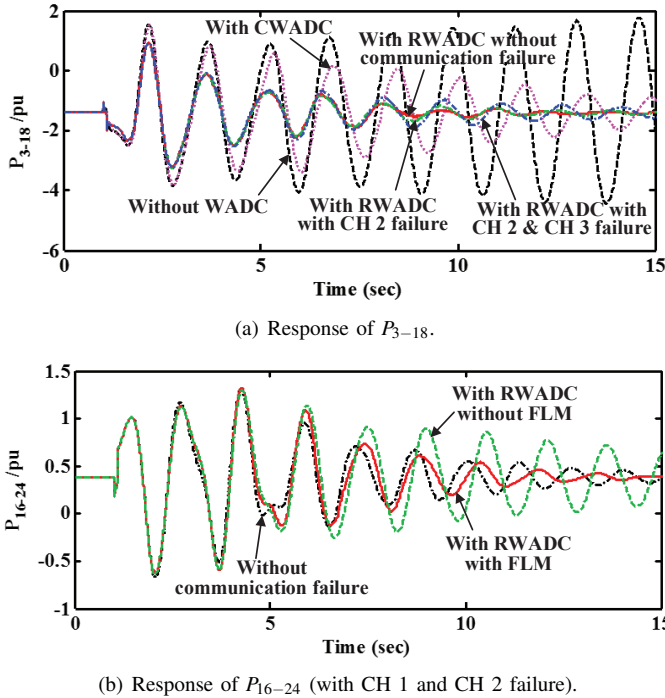 2
0
-2
-4
-6
P3-18 /pu
With CWADC
With RWADC without
communication failure
Without WADC
With RWADC
with CH 2 failure
With RWADC with
CH 2 & CH 3 failure
0
5
10
15
Time (sec)
(a) Response of P3−18.
1.5
1
0.5
0
-0.5
-1
P16-24 /pu
With RWADC
without FLM
Without
communication failure
With RWADC
with FLM
0
5
10
15
Time (sec)
(b) Response of P16−24 (with CH 1 and CH 2 failure).